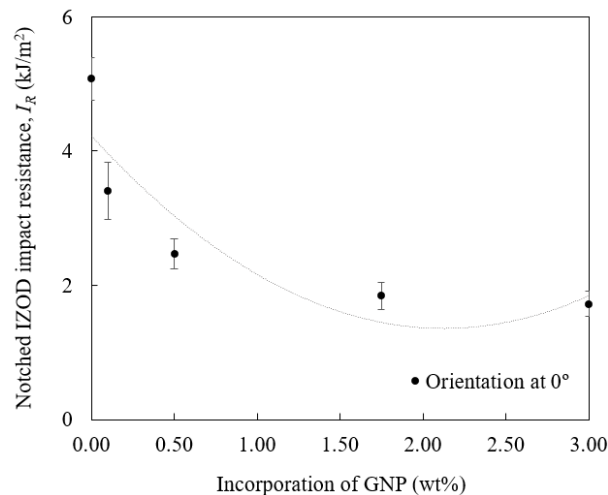 Notched IZOD impact resistance, I_R (kJ/m²)
6
4
2
0
Orientation at 0°
0.00 0.50 1.00 1.50 2.00 2.50 3.00
Incorporation of GNP (wt%)